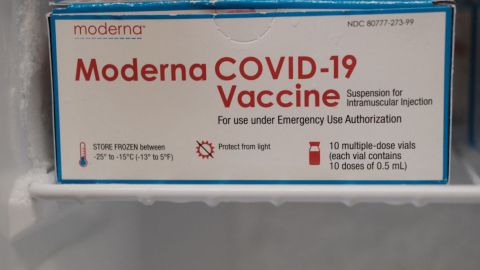 moderna
NDC 80777-273-99
Moderna COVID-19
Vaccine
Suspension for
Intramuscular Injection
For use under Emergency Use Authorization
STORE FROZEN between
-25° to -15°C (-13° to 5°F)
Protect from light
10 multiple-dose vials
(each vial contains
10 doses of 0.5 mL)